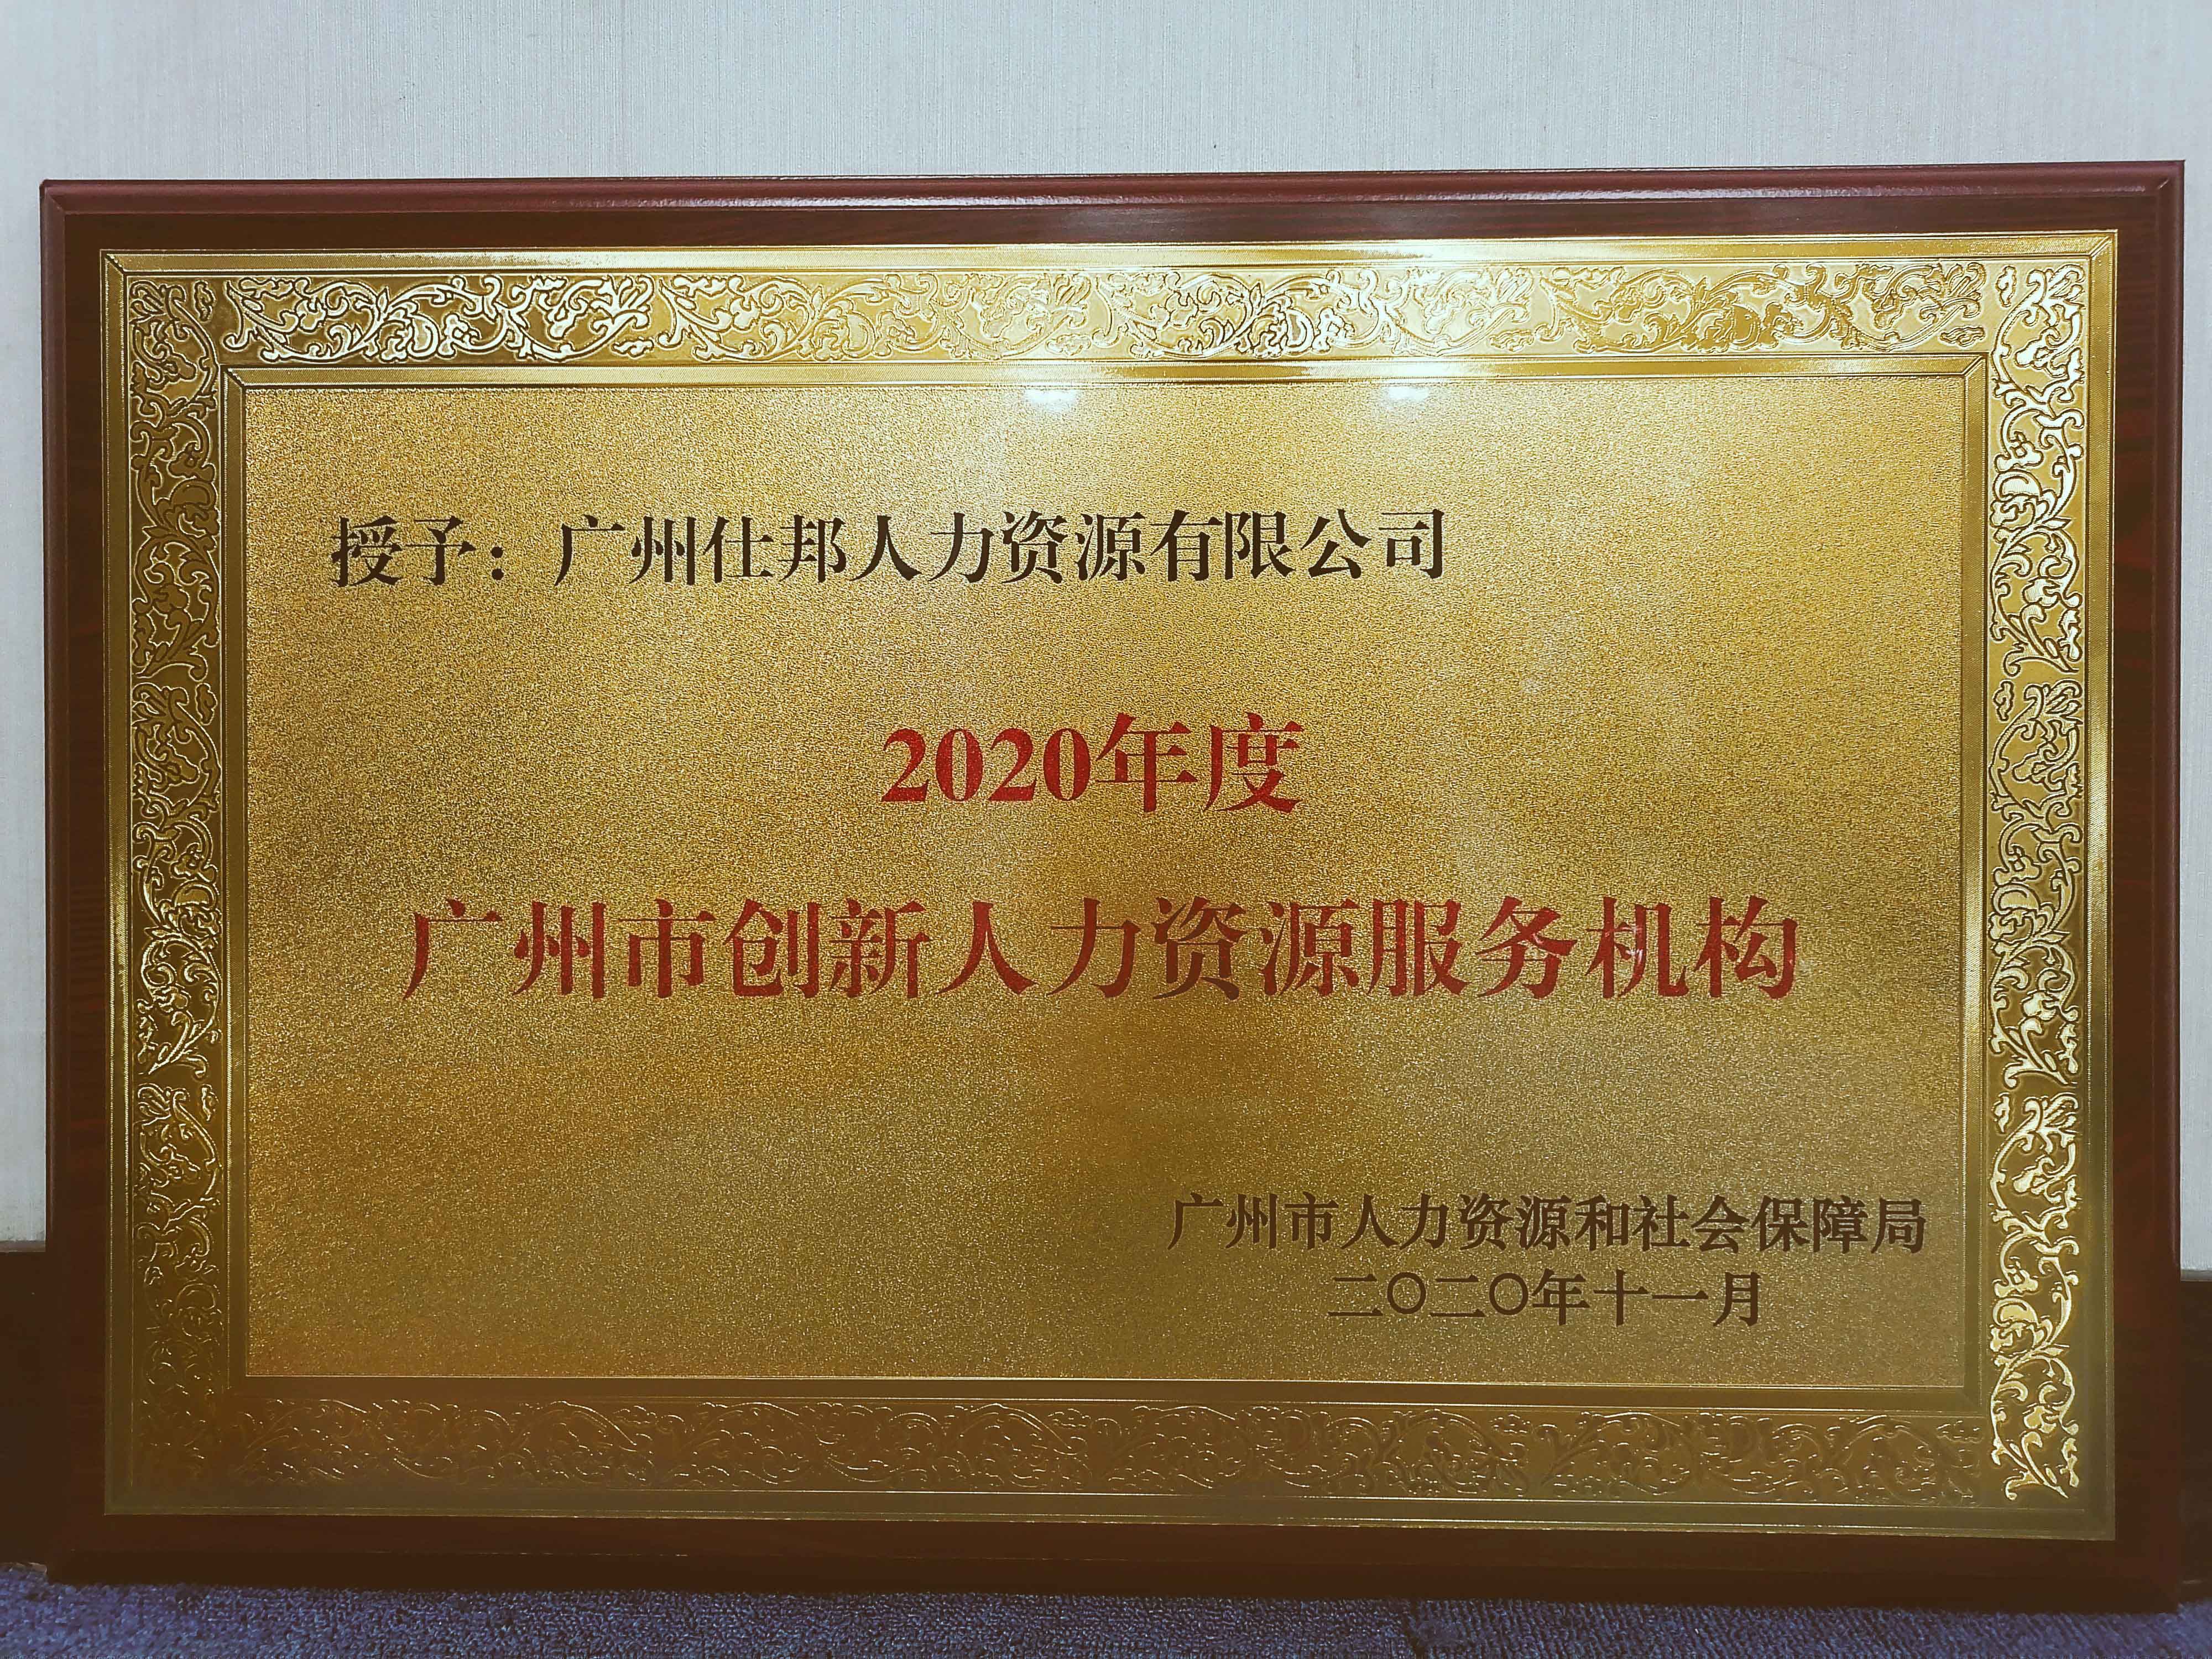 授予：广州仕邦人力资源有限公司
2020年度
广州市创新人力资源服务机构
广州市人力资源和社会保障局
二〇二〇年十一月